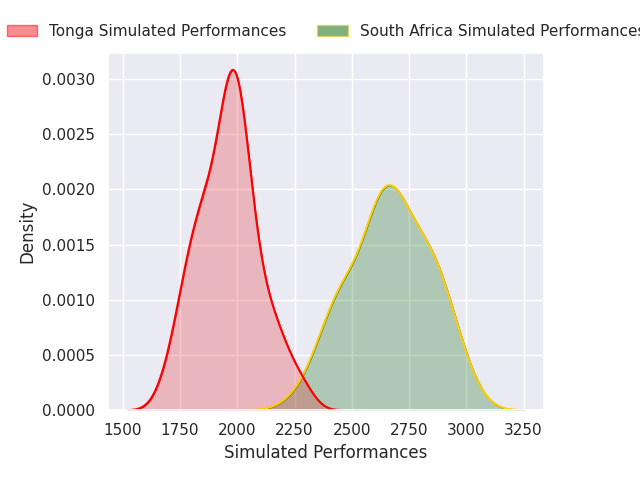 Tonga Simulated Performances South Africa Simulated Performances
0.0030
0.0025
0.0020
0.0015
0.0010
0.0005
0.0000
Density
1500 1750 2000 2250 2500 2750 3000 3250
Simulated Performances